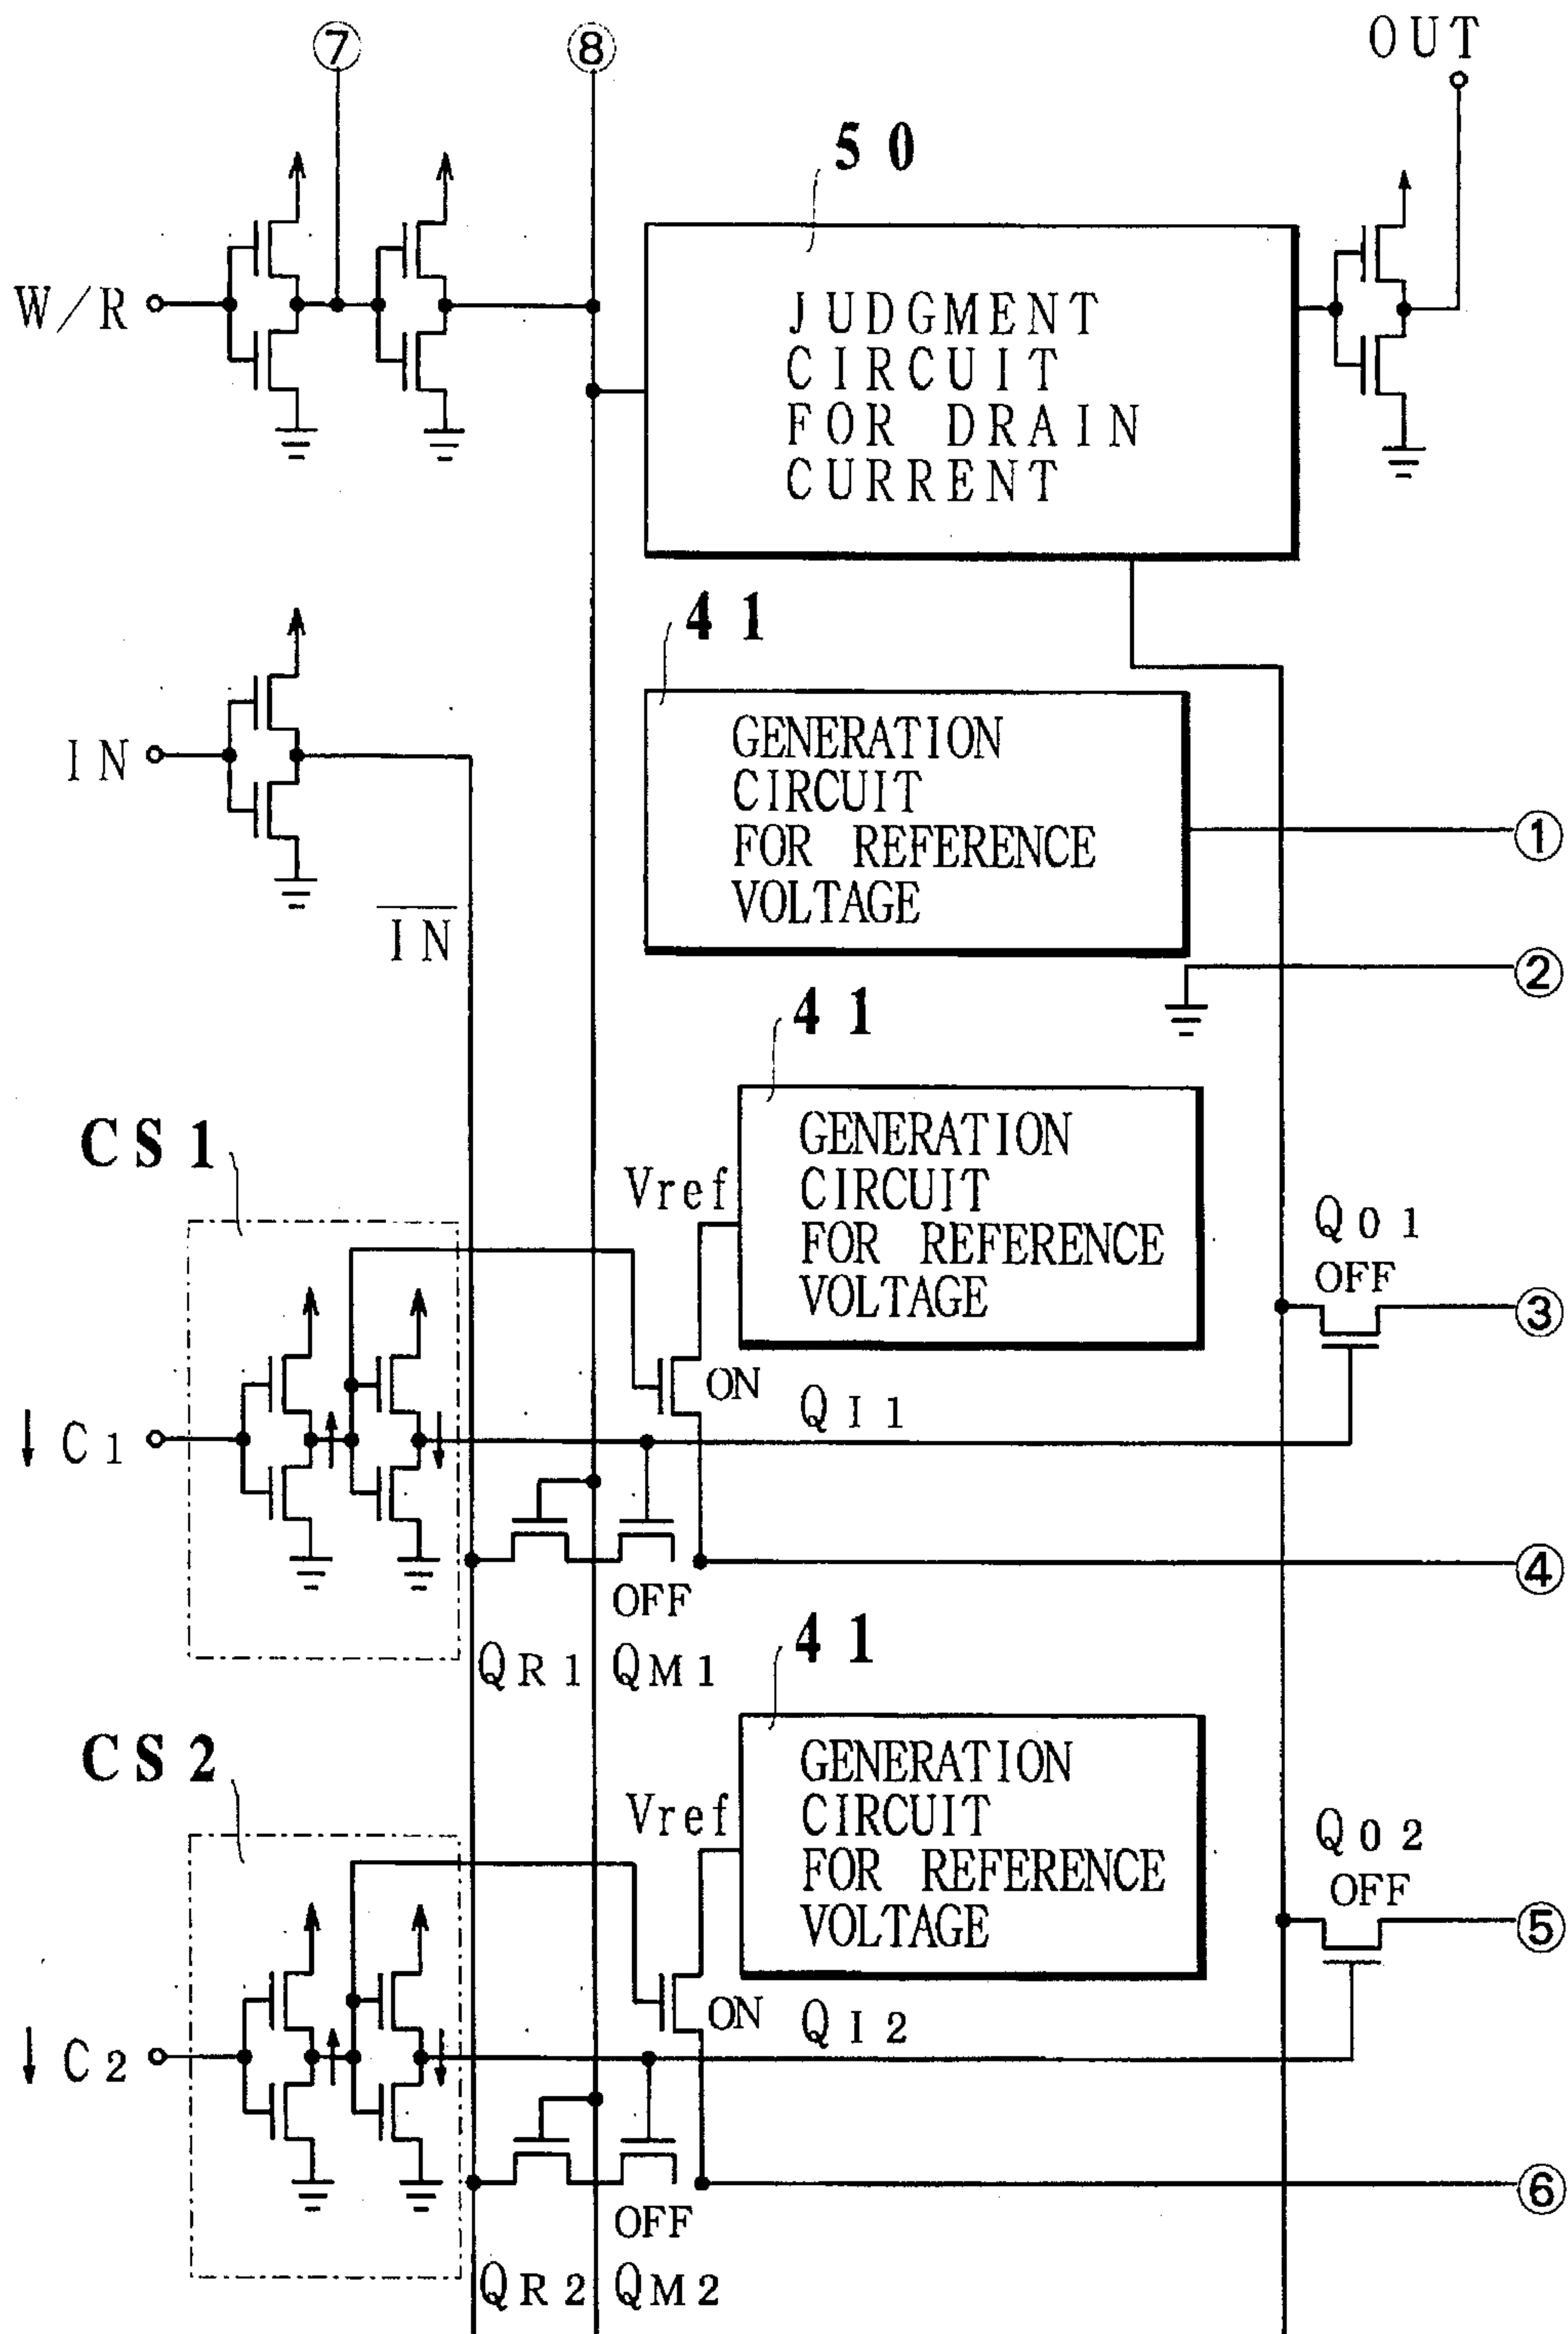 ⑦
⑧
OUT
50
W/R
JUDGMENT
CIRCUIT
FOR DRAIN
CURRENT
41
IN
GENERATION
CIRCUIT
FOR REFERENCE
VOLTAGE
①
IN
②
41
CS1
Vref
GENERATION
CIRCUIT
FOR REFERENCE
VOLTAGE
Q01
OFF
③
ON
QI1
↓ C1
④
OFF
QR1
QM1
41
CS2
Vref
GENERATION
CIRCUIT
FOR REFERENCE
VOLTAGE
Q02
OFF
⑤
ON
QI2
↓ C2
⑥
OFF
QR2
QM2